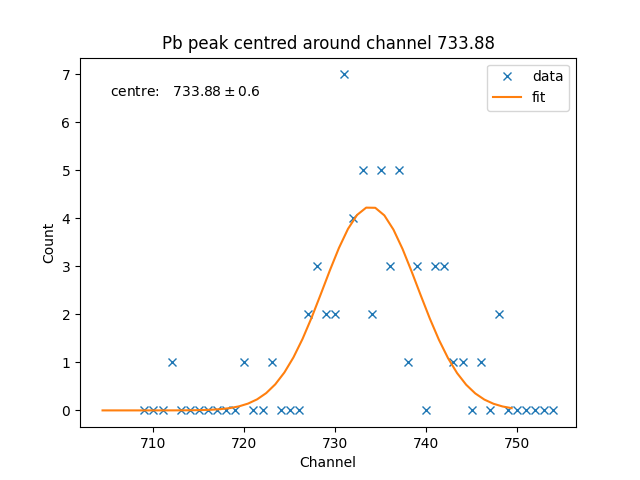 Pb peak centred around channel 733.88
centre: 733.88 ± 0.6
data
fit
7
6
5
4
3
2
1
0
Count
710 720 730 740 750
Channel